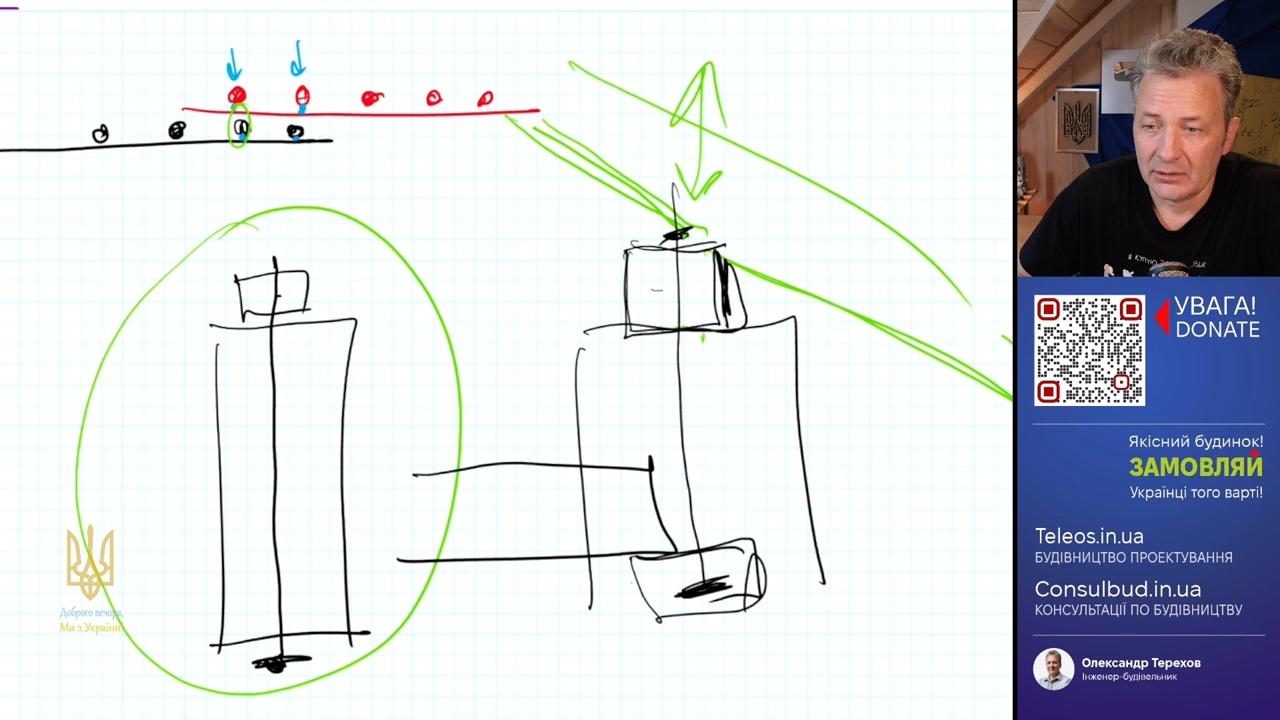 УВАГА!
DONATE
Якісний будинок!
ЗАМОВЛЯЙ
Українці того варті!
Teleos.in.ua
БУДІВНИЦТВО ПРОЕКТУВАННЯ
Consulbud.in.ua
КОНСУЛЬТАЦІЇ ПО БУДІВНИЦТВУ
Олександр Терехов
Інженер-будівельник
Доброго вечора,
Ми з України!